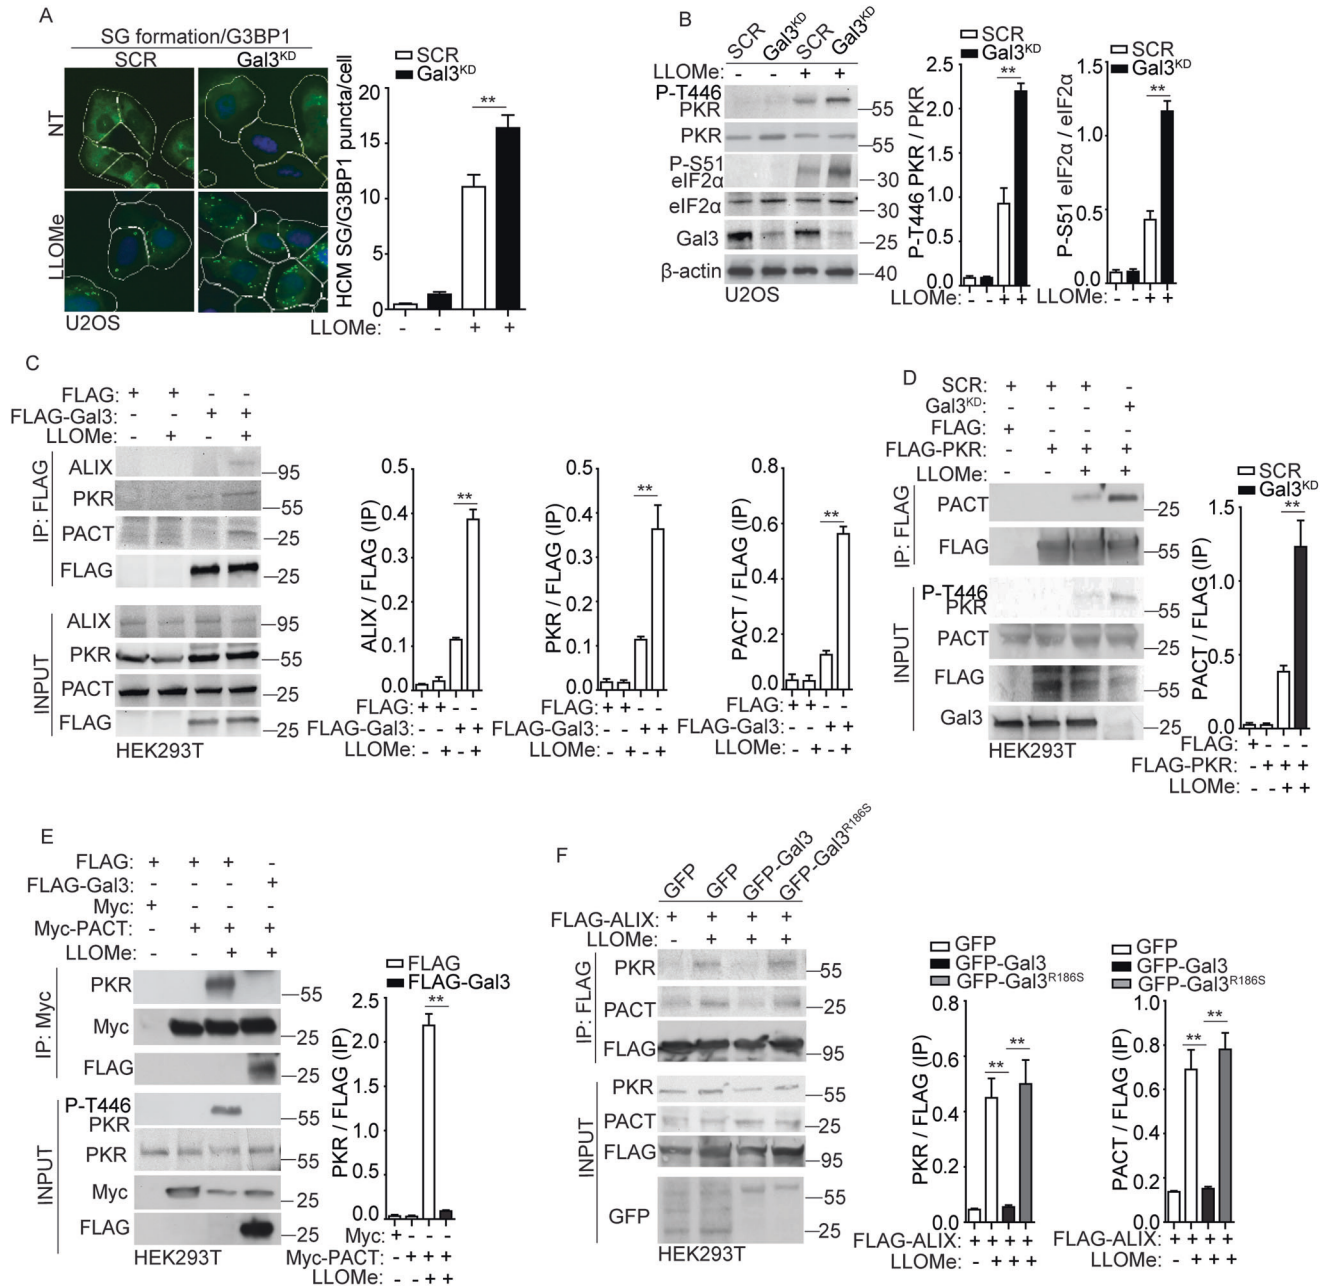 A
SG formation/G3BP1
SCR Gal3KD
NT
LLOMe
U2OS
HCM SG/G3BP1 puncta/cell
SCR
Gal3KD
**
20
15
10
5
0
LLOMe: - - + +
B
SCR Gal3KD SCR Gal3KD
LLOMe: - - + +
P-T446 PKR 55
PKR 55
P-S51 eIF2α 30
eIF2α 30
Gal3 25
β-actin 40
U2OS
P-T446 PKR / PKR
SCR
Gal3KD
**
2.5
2.0
1.5
1.0
0.5
0.0
LLOMe: - - + +
P-S51 eIF2α / eIF2α
SCR
Gal3KD
**
1.5
1.0
0.5
0.0
LLOMe: - - + +
C
FLAG: + + - -
FLAG-Gal3: - - + +
LLOMe: - + - +
IP: FLAG
ALIX 95
PKR 55
PACT 25
FLAG 25
INPUT
ALIX 95
PKR 55
PACT 25
FLAG 25
HEK293T
ALIX / FLAG (IP)
**
0.5
0.4
0.3
0.2
0.1
0.0
FLAG: + + - -
FLAG-Gal3: - - + +
LLOMe: - + - +
PKR / FLAG (IP)
**
0.5
0.4
0.3
0.2
0.1
0.0
FLAG: + + - -
FLAG-Gal3: - - + +
LLOMe: - + - +
PACT / FLAG (IP)
**
0.8
0.6
0.4
0.2
0.0
FLAG: + + - -
FLAG-Gal3: - - + +
LLOMe: - + - +
D
SCR: + + + -
Gal3KD: - - - +
FLAG: + - - -
FLAG-PKR: - + + +
LLOMe: - - + +
IP: FLAG
PACT 25
FLAG 55
INPUT
P-T446 PKR 55
PACT 25
FLAG 55
Gal3 25
HEK293T
PACT / FLAG (IP)
SCR
Gal3KD
**
1.5
1.0
0.5
0.0
FLAG: + - - -
FLAG-PKR: - + + +
LLOMe: - - + +
E
FLAG: + + + -
FLAG-Gal3: - - - +
Myc: + - - -
Myc-PACT: - + + +
LLOMe: - - + +
IP: Myc
PKR 55
Myc 25
FLAG 25
INPUT
P-T446 PKR 55
PKR 55
Myc 25
FLAG 25
HEK293T
PKR / FLAG (IP)
FLAG
FLAG-Gal3
**
2.5
2.0
1.5
1.0
0.5
0.0
Myc: + - - -
Myc-PACT: - + + +
LLOMe: - - + +
F
GFP GFP GFP-Gal3 GFP-Gal3R186S
FLAG-ALIX: + + + +
LLOMe: - + + +
IP: FLAG
PKR 55
PACT 25
FLAG 95
INPUT
PKR 55
PACT 25
FLAG 95
GFP 55
25
HEK293T
PKR / FLAG (IP)
GFP
GFP-Gal3
GFP-Gal3R186S
** **
0.8
0.6
0.4
0.2
0.0
FLAG-ALIX: + + + +
LLOMe: - + + +
PACT / FLAG (IP)
GFP
GFP-Gal3
GFP-Gal3R186S
** **
1.0
0.8
0.6
0.4
0.2
0.0
FLAG-ALIX: + + + +
LLOMe: - + + +